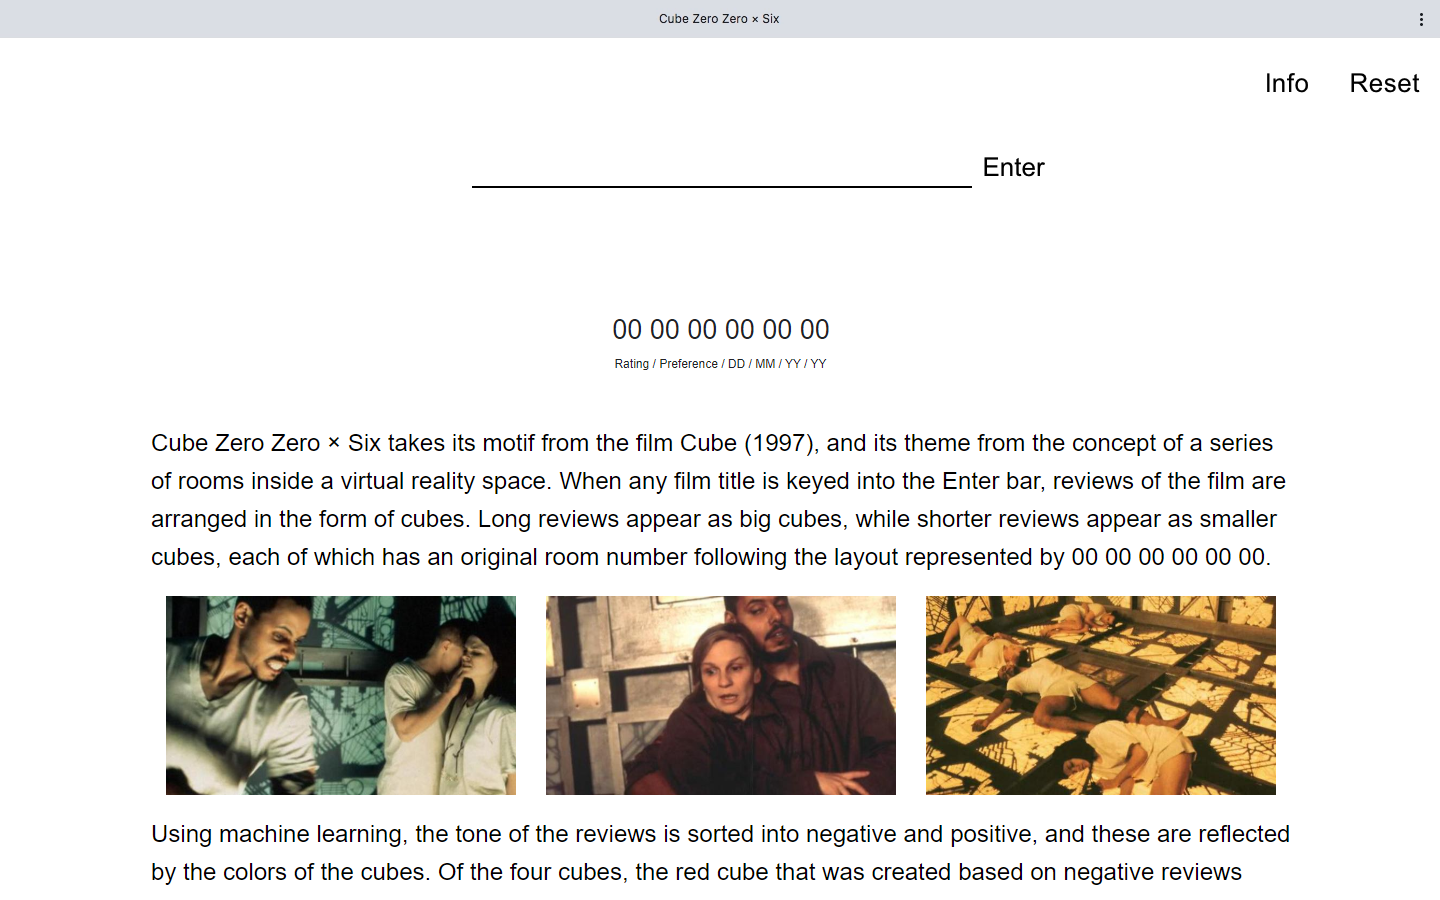 Cube Zero Zero × Six
Info Reset
Enter
00 00 00 00 00 00
Rating / Preference / DD / MM / YY / YY
Cube Zero Zero × Six takes its motif from the film Cube (1997), and its theme from the concept of a series
of rooms inside a virtual reality space. When any film title is keyed into the Enter bar, reviews of the film are
arranged in the form of cubes. Long reviews appear as big cubes, while shorter reviews appear as smaller
cubes, each of which has an original room number following the layout represented by 00 00 00 00 00 00.
Using machine learning, the tone of the reviews is sorted into negative and positive, and these are reflected
by the colors of the cubes. Of the four cubes, the red cube that was created based on negative reviews